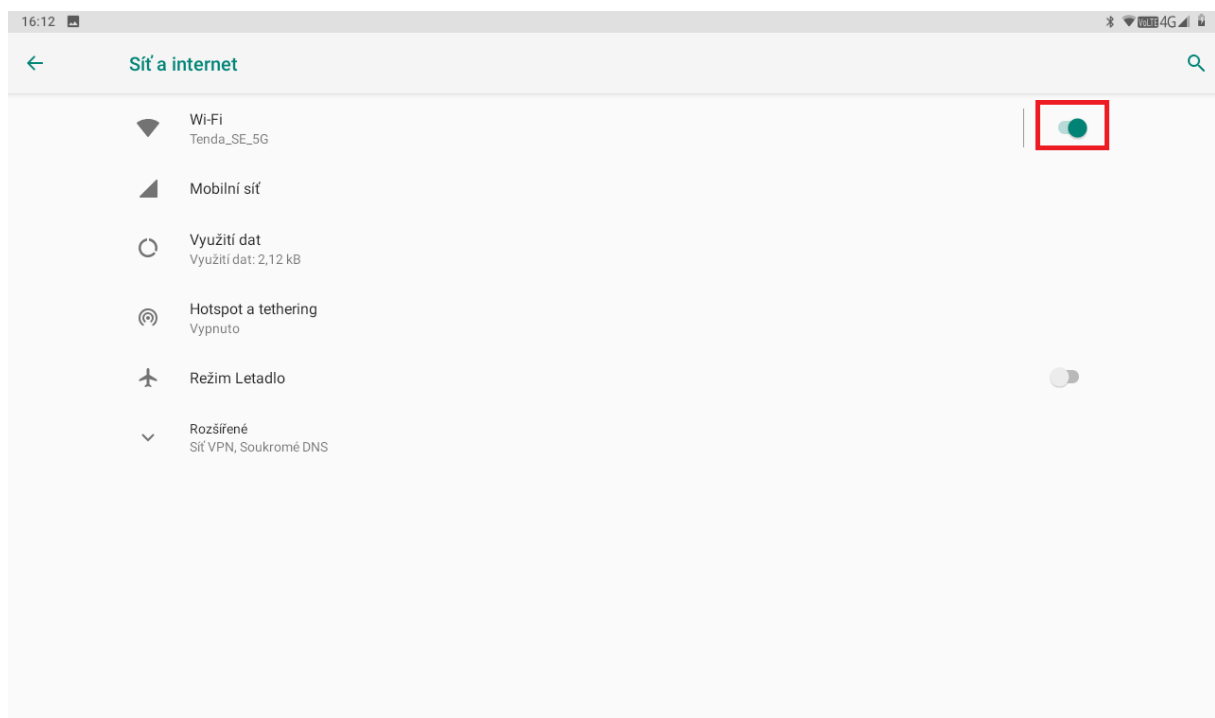 16:12 VoLTE 4G
Síť a internet
Wi-Fi
Tenda_SE_5G
Mobilní síť
Využití dat
Využití dat: 2,12 kB
Hotspot a tethering
Vypnuto
Režim Letadlo
Rozšířené
Síť VPN, Soukromé DNS